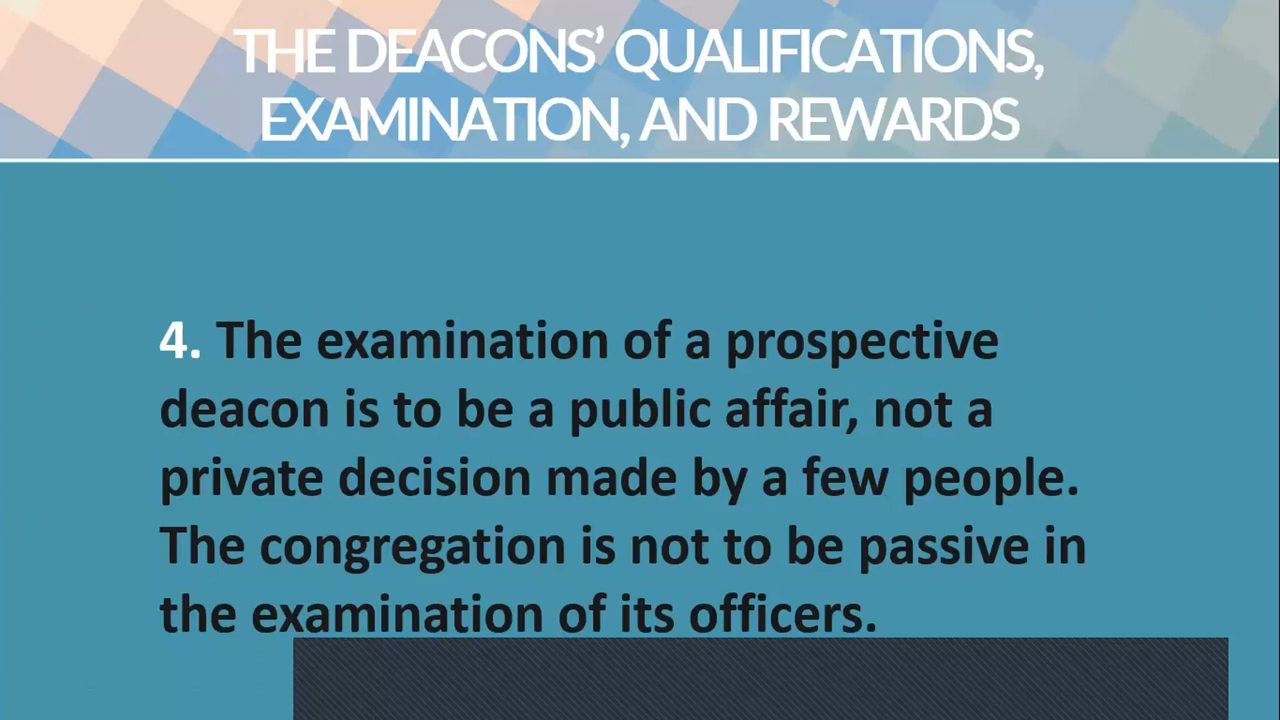 THE DEACONS’ QUALIFICATIONS,
EXAMINATION, AND REWARDS
4. The examination of a prospective
deacon is to be a public affair, not a
private decision made by a few people.
The congregation is not to be passive in
the examination of its officers.